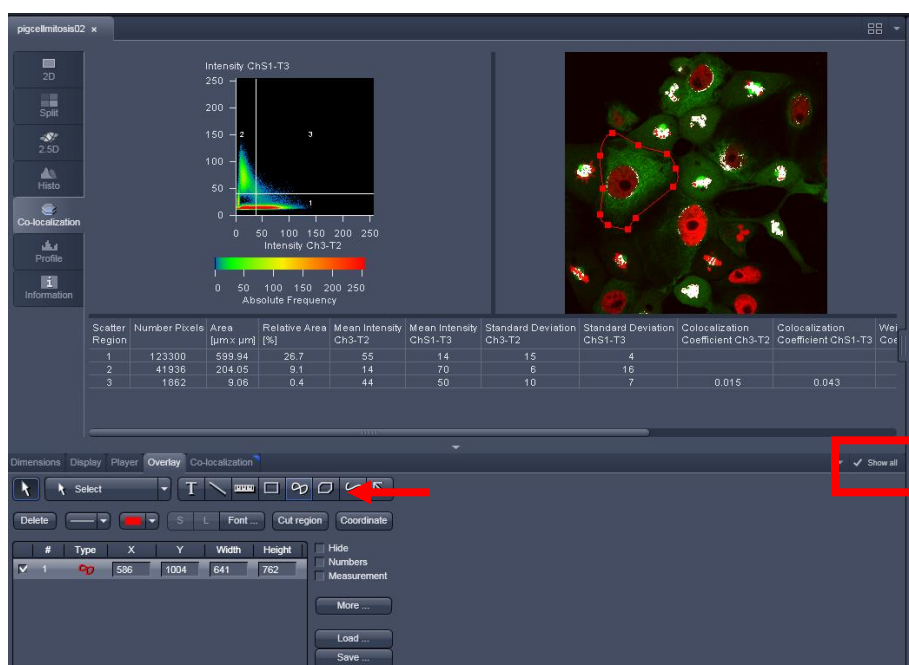 pigcellmitosis02 ×
2D
Split
2.5D
Histo
Co-localization
Profile
Information
Intensity ChS1-T3
250
200
150
100
50
0
2
3
1
0 50 100 150 200 250
Intensity Ch3-T2
0 50 100 150 200 250
Absolute Frequency
Scatter Region Number Pixels Area [µm x µm] Relative Area [%] Mean Intensity Ch3-T2 Mean Intensity ChS1-T3 Standard Deviation Ch3-T2 Standard Deviation ChS1-T3 Colocalization Coefficient Ch3-T2 Colocalization Coefficient ChS1-T3 Wei Coe
1 123300 599.94 26.7 55 14 15 4
2 41936 204.05 9.1 14 70 6 16
3 1862 9.06 0.4 44 50 10 7 0.015 0.043
Dimensions Display Player Overlay Co-localization Show all
Select T
Delete S L Font ... Cut region Coordinate
# Type X Y Width Height Hide
Numbers
1 586 1004 641 762
Measurement
More ...
Load ...
Save ...